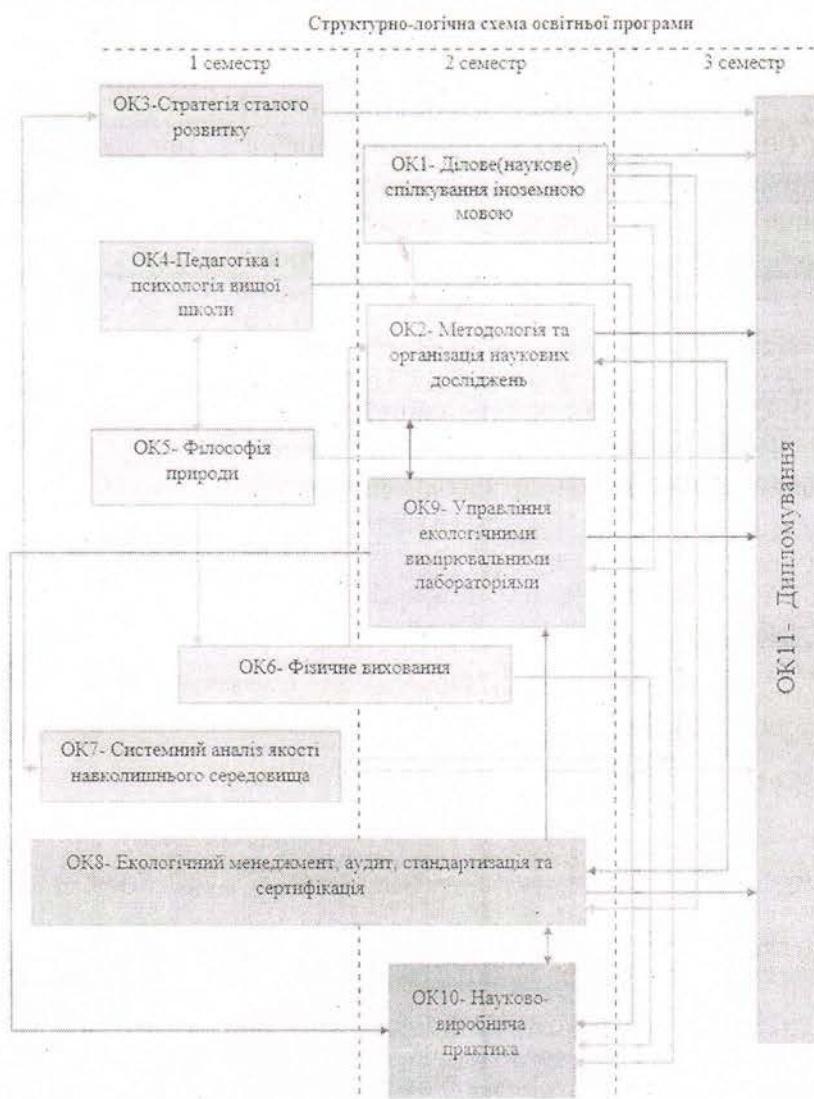 Структурно-логічна схема освітньої програми
1 семестр
2 семестр
3 семестр
ОК3-Стратегія сталого
розвитку
ОК1- Ділове(наукове)
спілкування іноземною
мовою
ОК4-Педагогіка і
психологія вищої
школи
ОК2- Методологія та
організація наукових
досліджень
ОК5- Філософія
природи
ОК9- Управління
екологічними
вимірювальними
лабораторіями
ОК6- Фізичне виховання
ОК7- Системний аналіз якості
навколишнього середовища
ОК8- Екологічний менеджмент, аудит, стандартизація та
сертифікація
ОК10- Науково-
виробнича
практика
ОК11- Дипломування